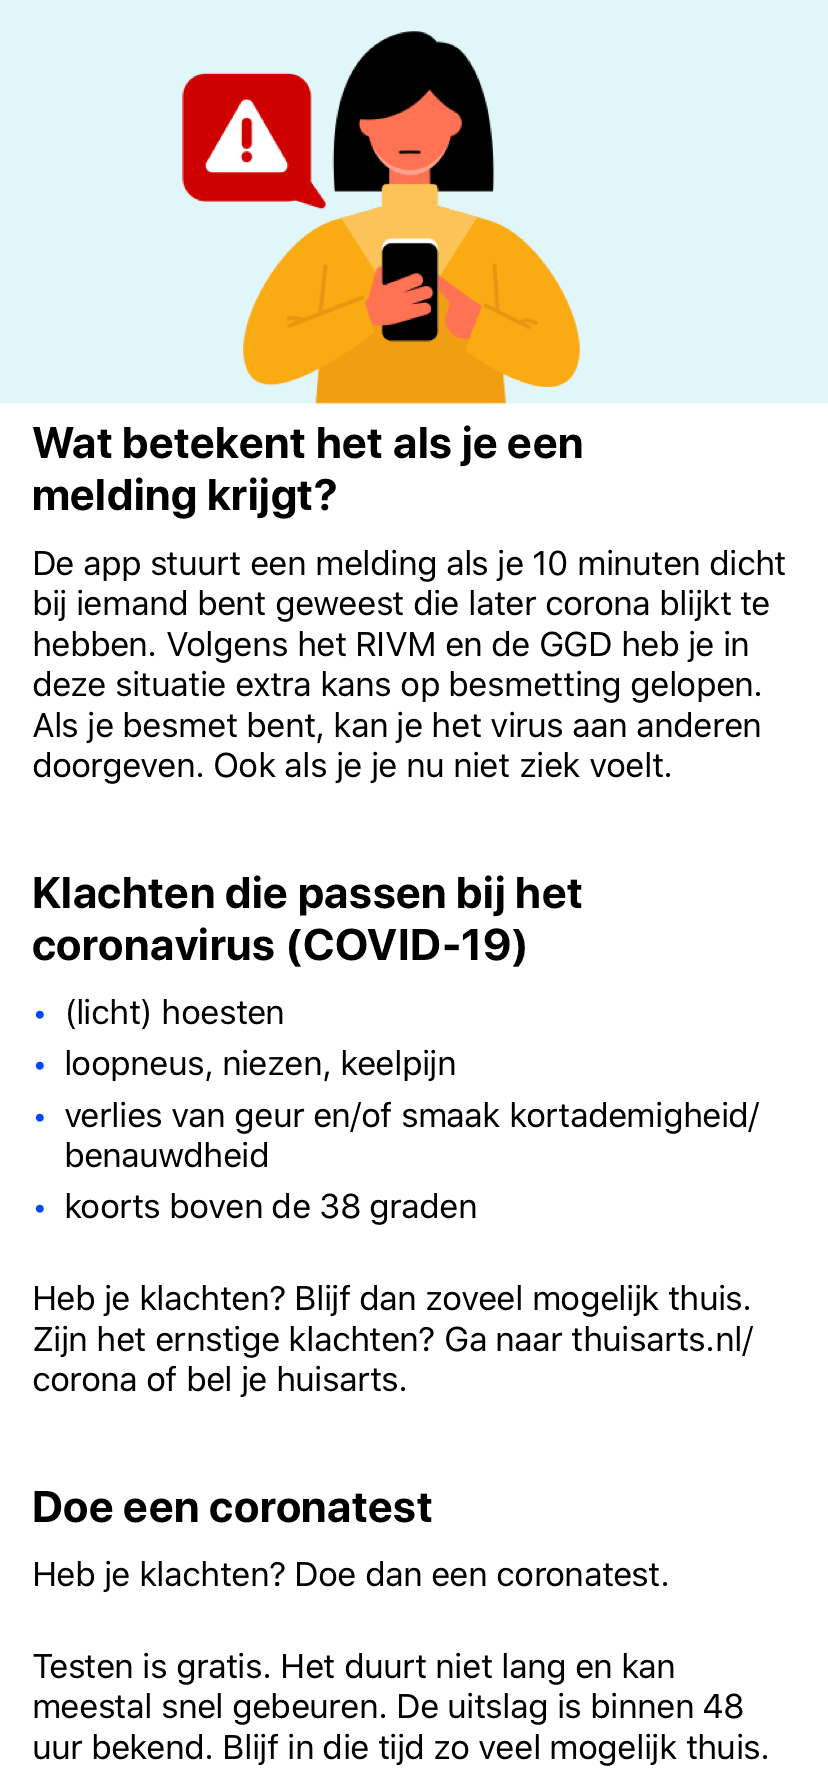 Wat betekent het als je een
melding krijgt?
De app stuurt een melding als je 10 minuten dicht
bij iemand bent geweest die later corona blijkt te
hebben. Volgens het RIVM en de GGD heb je in
deze situatie extra kans op besmetting gelopen.
Als je besmet bent, kan je het virus aan anderen
doorgeven. Ook als je je nu niet ziek voelt.
Klachten die passen bij het
coronavirus (COVID-19)
• (licht) hoesten
• loopneus, niezen, keelpijn
• verlies van geur en/of smaak kortademigheid/
benauwdheid
• koorts boven de 38 graden
Heb je klachten? Blijf dan zoveel mogelijk thuis.
Zijn het ernstige klachten? Ga naar thuisarts.nl/
corona of bel je huisarts.
Doe een coronatest
Heb je klachten? Doe dan een coronatest.
Testen is gratis. Het duurt niet lang en kan
meestal snel gebeuren. De uitslag is binnen 48
uur bekend. Blijf in die tijd zo veel mogelijk thuis.